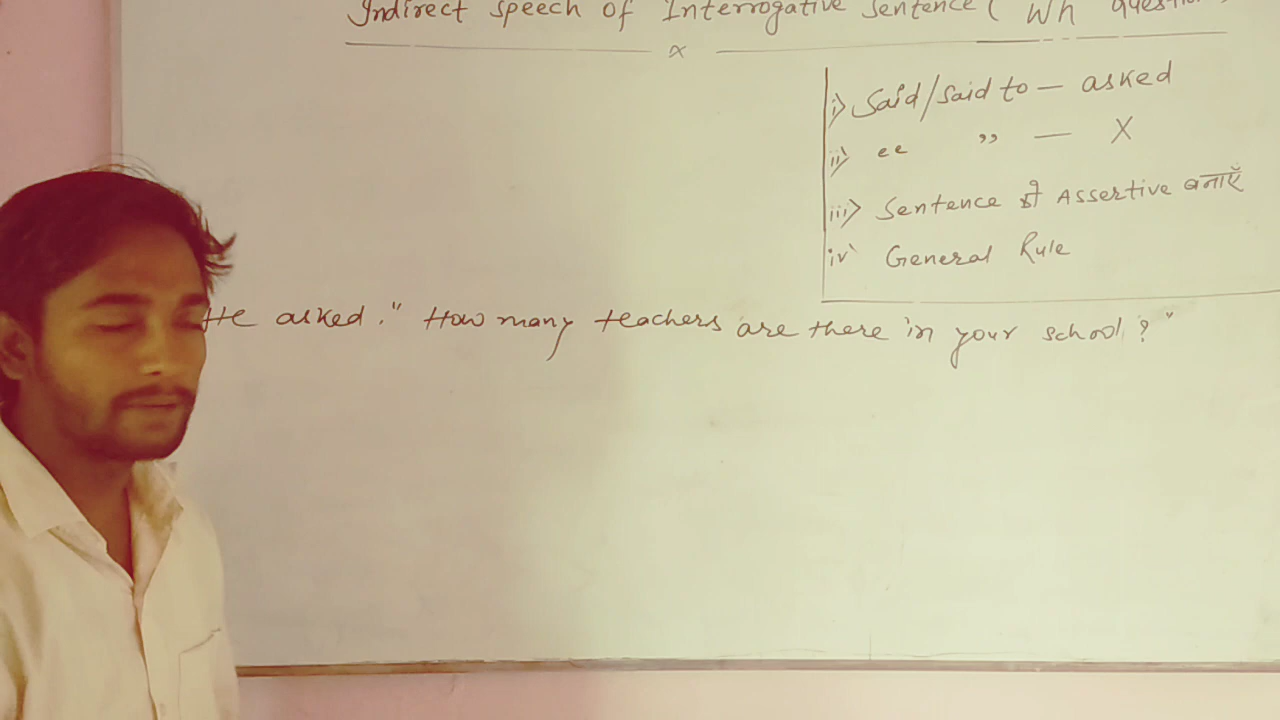 Indirect speech of Interrogative sentence ( Wh Question
x
i) Said/said to — asked
ii) " " — X
iii) Sentence को Assertive बनाएँ
iv) General Rule
He asked." How many teachers are there in your school ?"